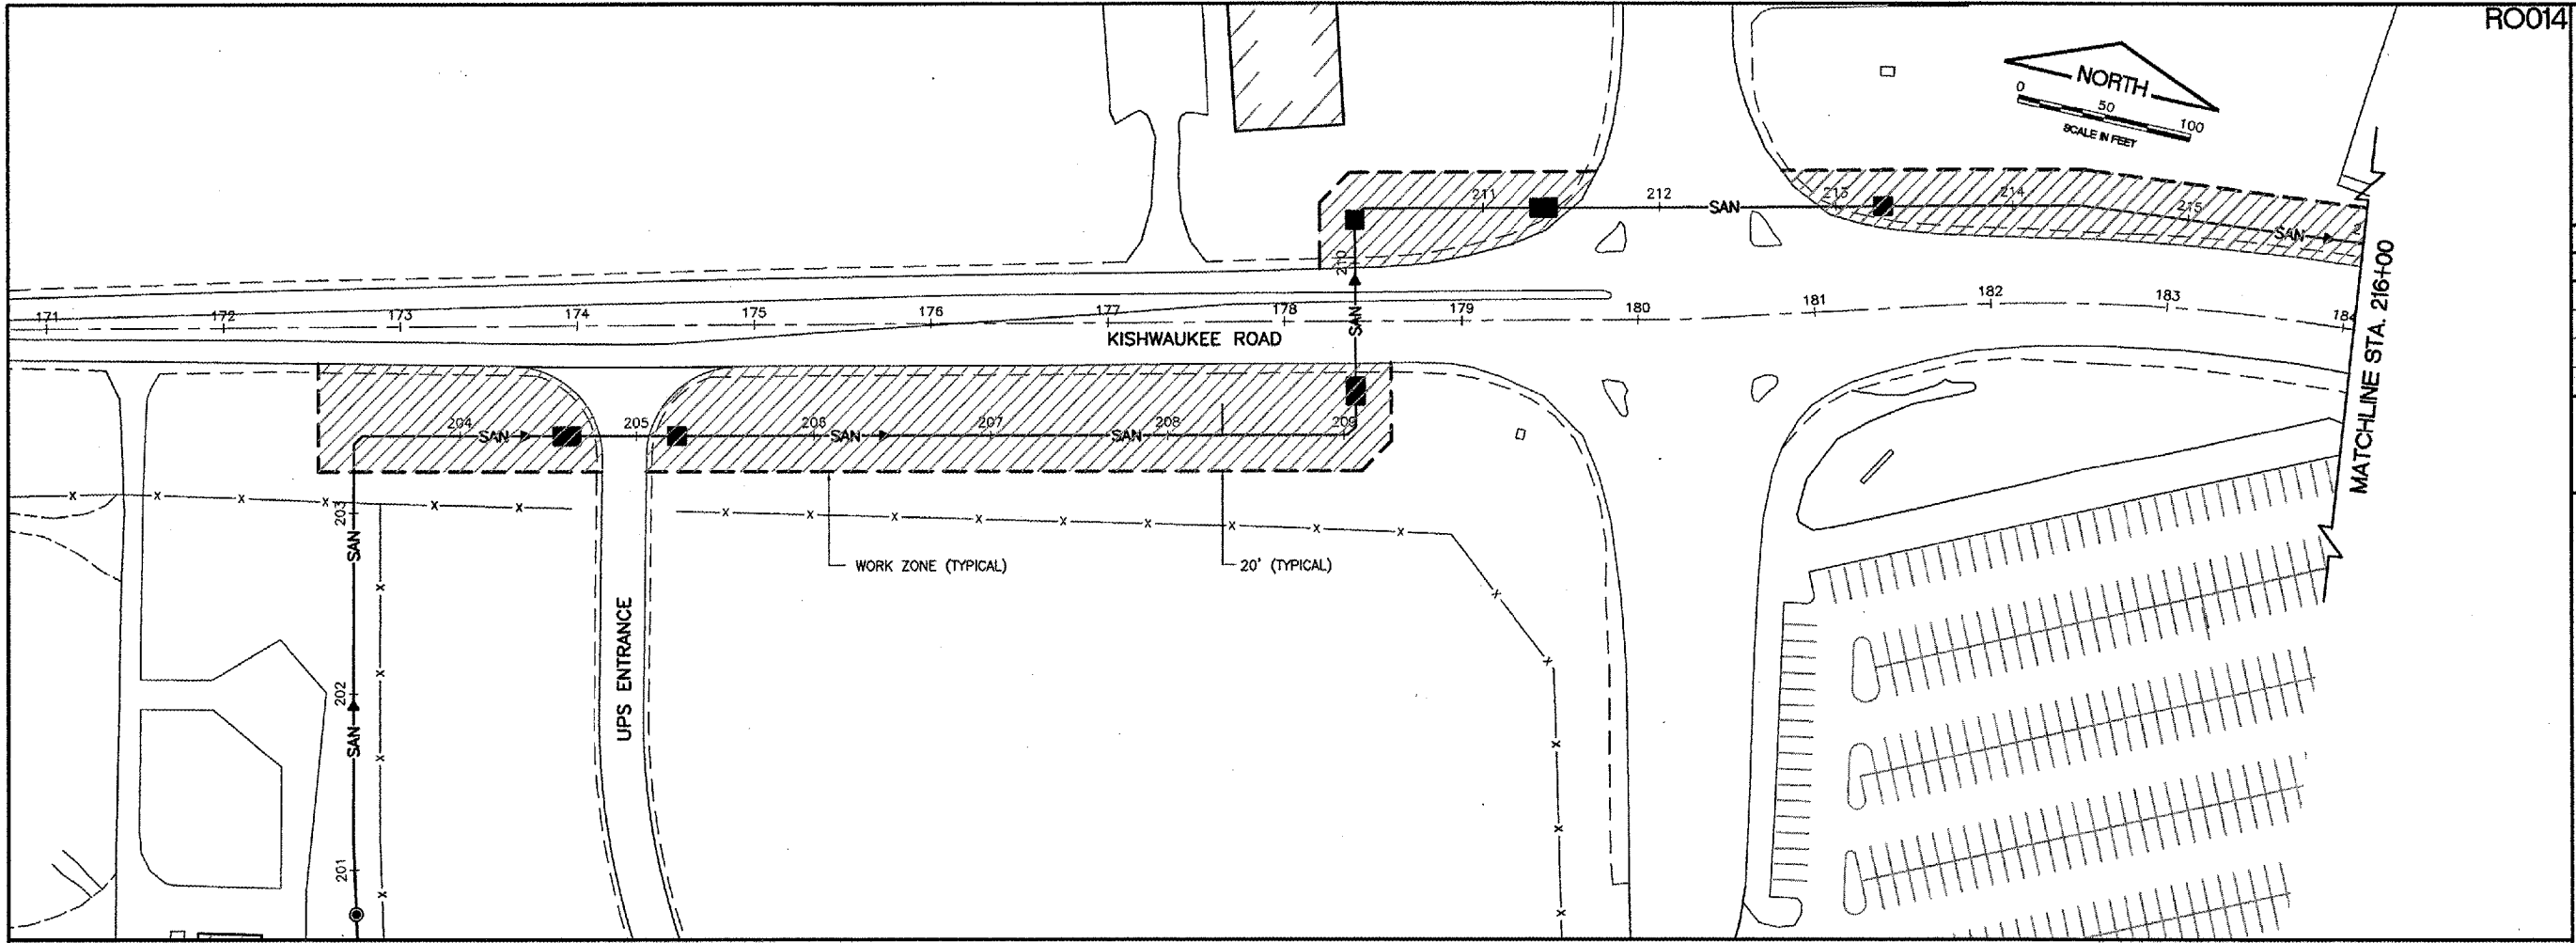 RO014
NORTH
0 50 100
SCALE IN FEET
211 212 213 214 215
SAN
SAN
210
SAN
171 172 173 174 175 176 177 178 179 180 181 182 183 184
KISHWAUKEE ROAD
MATCHLINE STA. 216+00
204 205 206 207 208 209
SAN SAN SAN
203
SAN
WORK ZONE (TYPICAL)
20' (TYPICAL)
UPS ENTRANCE
202
SAN
201